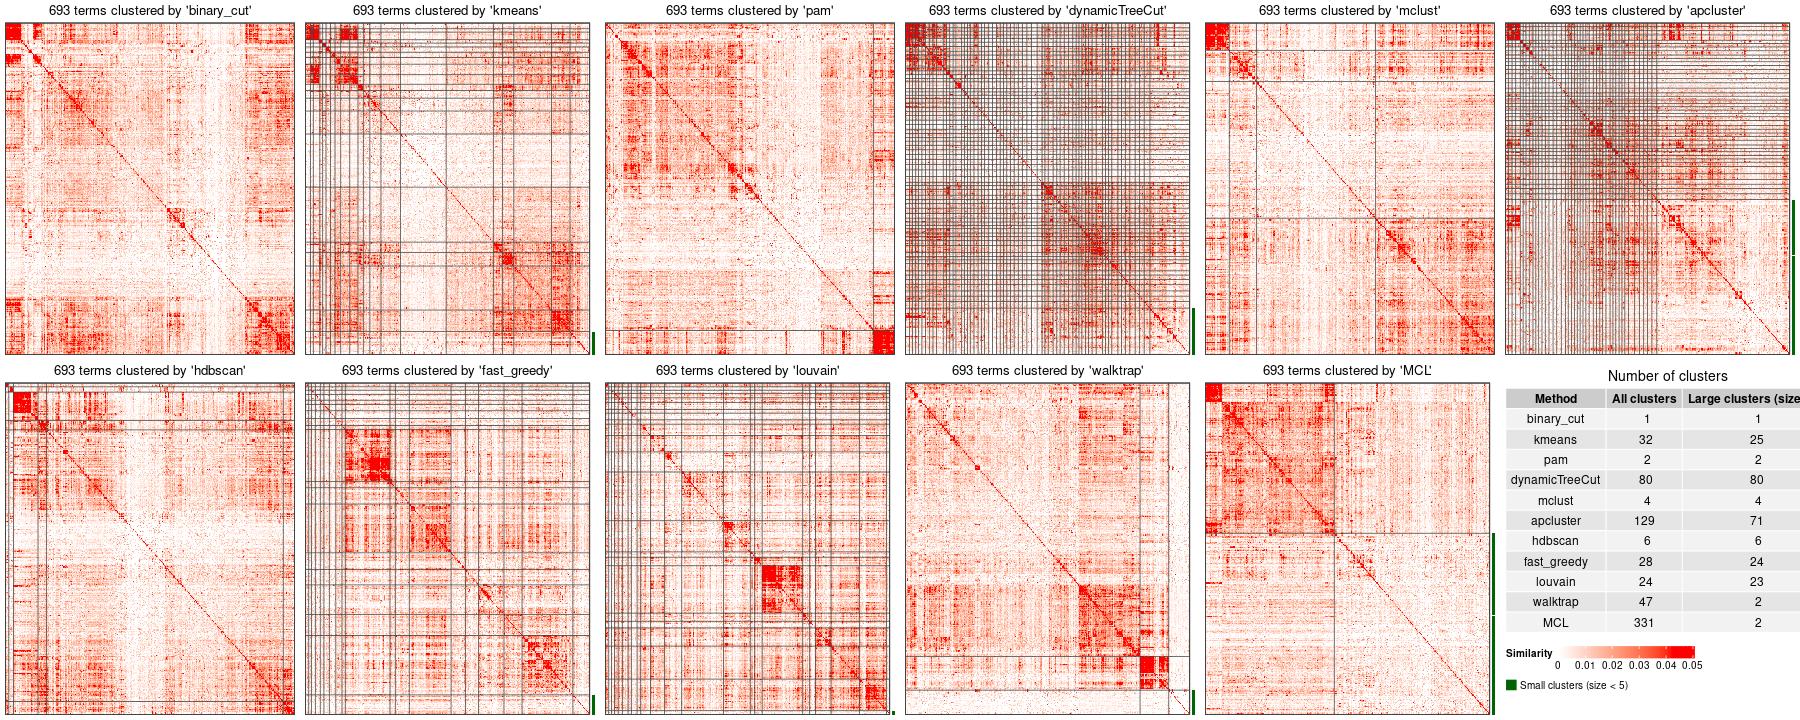 693 terms clustered by 'binary_cut'
693 terms clustered by 'kmeans'
693 terms clustered by 'pam'
693 terms clustered by 'dynamicTreeCut'
693 terms clustered by 'mclust'
693 terms clustered by 'apcluster'
693 terms clustered by 'hdbscan'
693 terms clustered by 'fast_greedy'
693 terms clustered by 'louvain'
693 terms clustered by 'walktrap'
693 terms clustered by 'MCL'
Number of clusters
Method All clusters Large clusters (size
binary_cut 1 1
kmeans 32 25
pam 2 2
dynamicTreeCut 80 80
mclust 4 4
apcluster 129 71
hdbscan 6 6
fast_greedy 28 24
louvain 24 23
walktrap 47 2
MCL 331 2
Similarity
0 0.01 0.02 0.03 0.04 0.05
Small clusters (size < 5)